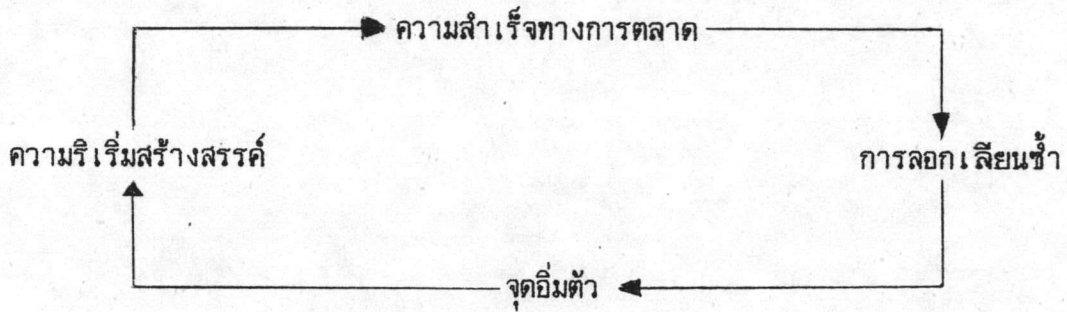 ความสำเร็จทางการตลาด
ความริเริ่มสร้างสรรค์
การลอกเลียนซ้ำ
จุดอิ่มตัว